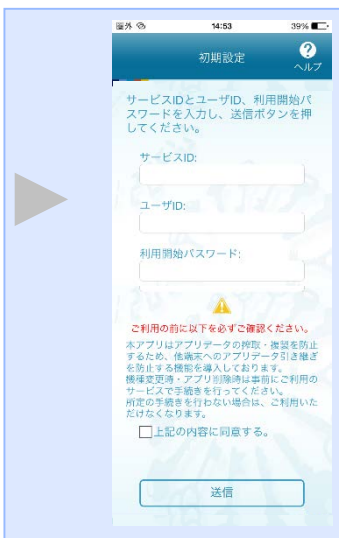 圏外 14:53 39%
初期設定
ヘルプ
サービスIDとユーザID、利用開始パ
スワードを入力し、送信ボタンを押
してください。
サービスID:
ユーザID:
利用開始パスワード:
ご利用の前に以下を必ずご確認ください。
本アプリはアプリデータの搾取・複製を防止
するため、他端末へのアプリデータ引き継ぎ
を防止する機能を導入しております。
機種変更時・アプリ削除時は事前にご利用の
サービスで手続きを行ってください。
所定の手続きを行わない場合は、ご利用いた
だけなくなります。
上記の内容に同意する。
送信